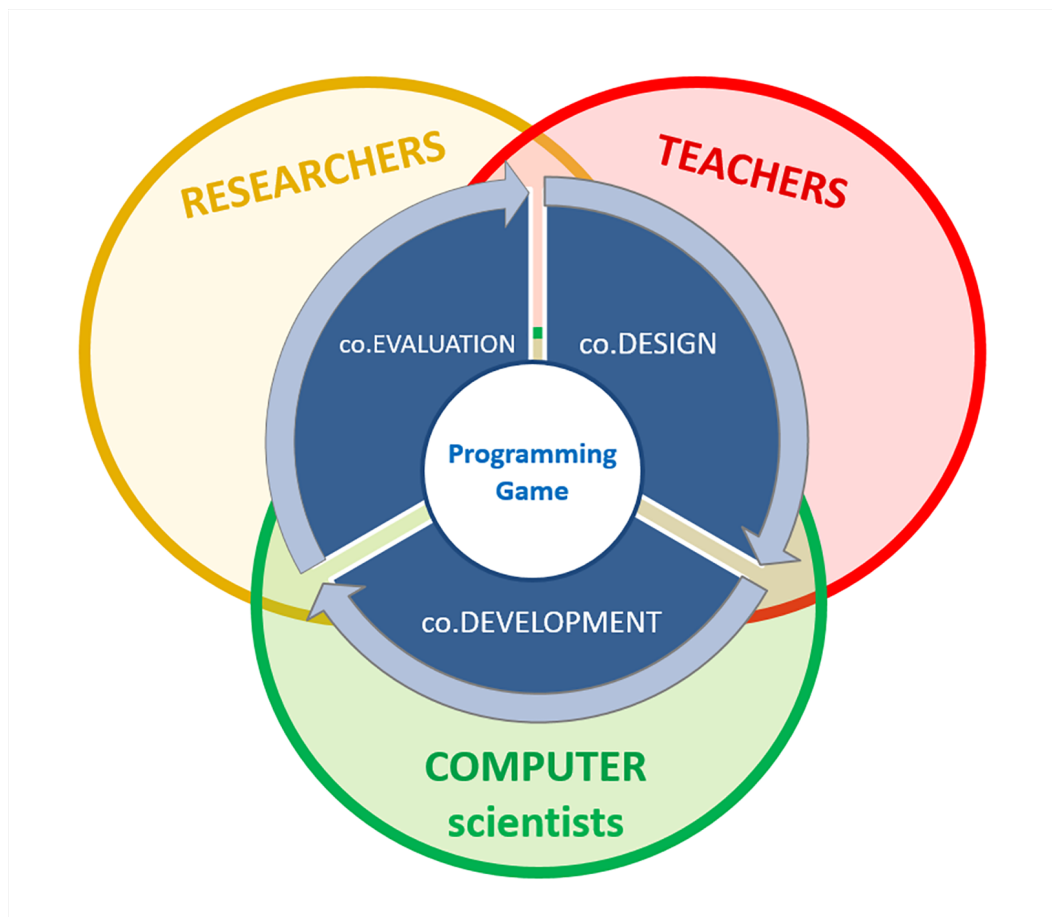 RESEARCHERS
TEACHERS
co.EVALUATION
co.DESIGN
Programming
Game
co.DEVELOPMENT
COMPUTER
scientists